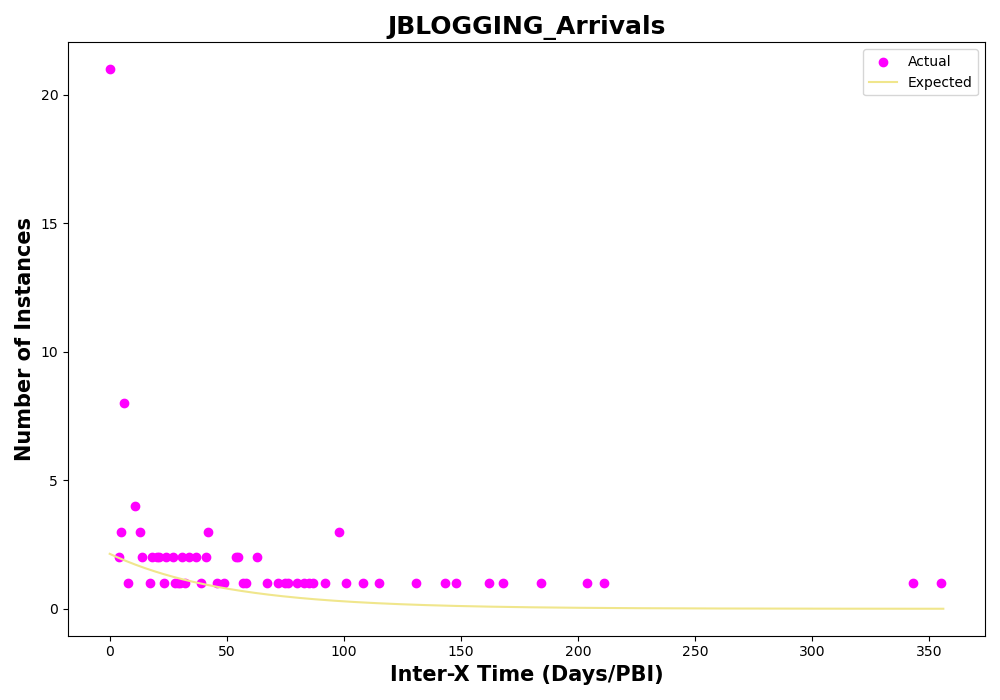 JBLOGGING_Arrivals
Actual
Expected
Number of Instances
20
15
10
5
0
0
50
100
150
200
250
300
350
Inter-X Time (Days/PBI)